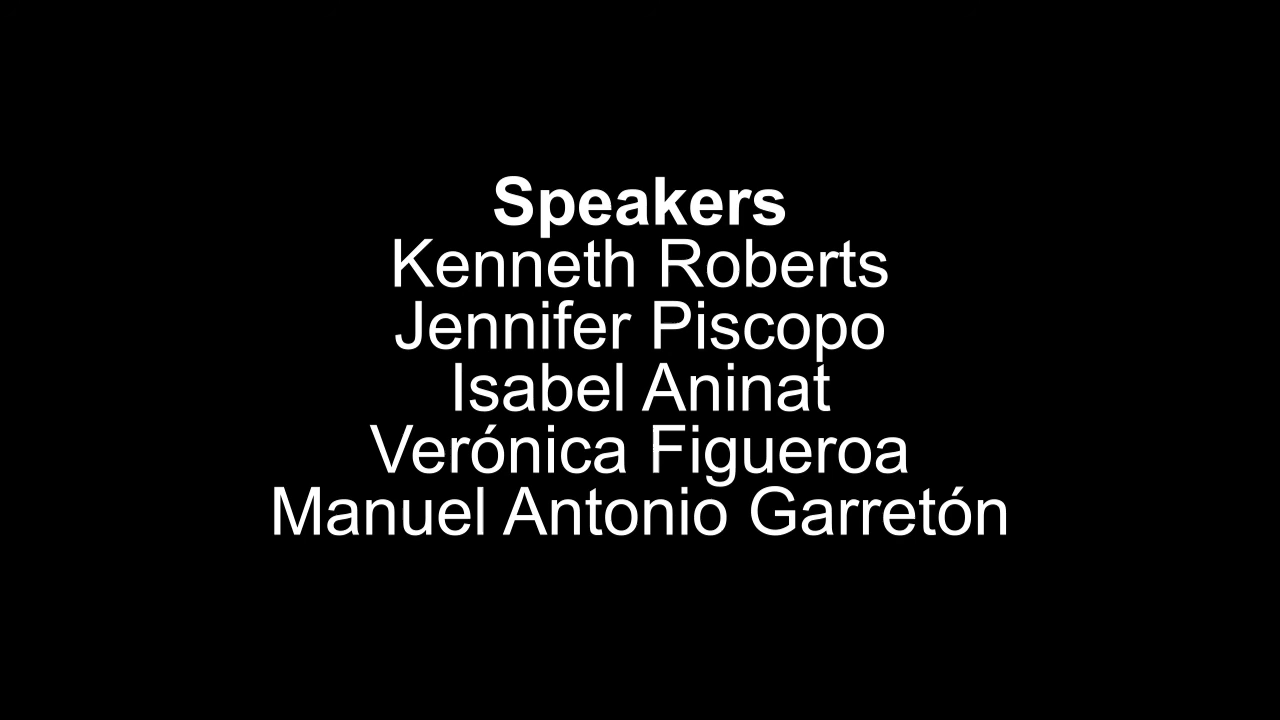 Speakers
Kenneth Roberts
Jennifer Piscopo
Isabel Aninat
Verónica Figueroa
Manuel Antonio Garretón